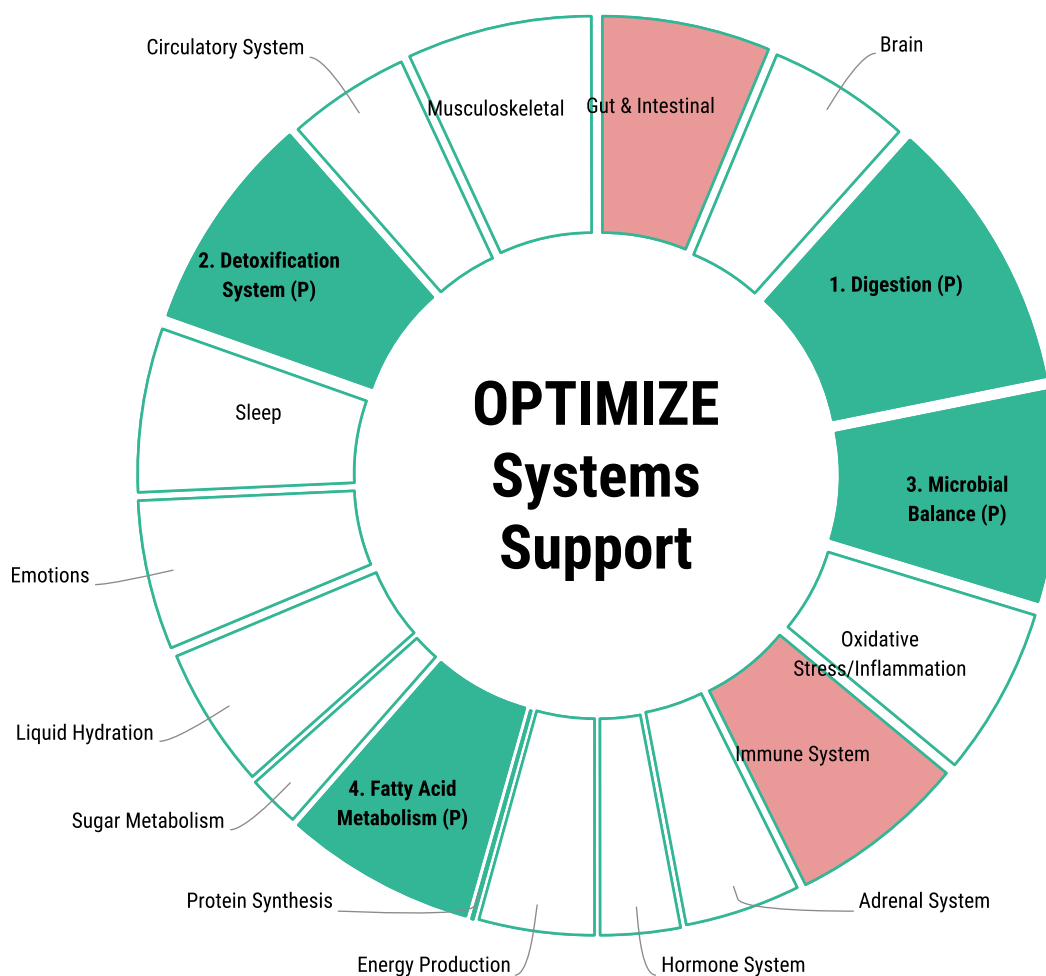 Circulatory System
Musculoskeletal
Gut & Intestinal
Brain
1. Digestion (P)
2. Detoxification
System (P)
Sleep
OPTIMIZE
Systems
Support
3. Microbial
Balance (P)
Emotions
Oxidative
Stress/Inflammation
Liquid Hydration
Immune System
4. Fatty Acid
Metabolism (P)
Sugar Metabolism
Protein Synthesis
Adrenal System
Energy Production
Hormone System